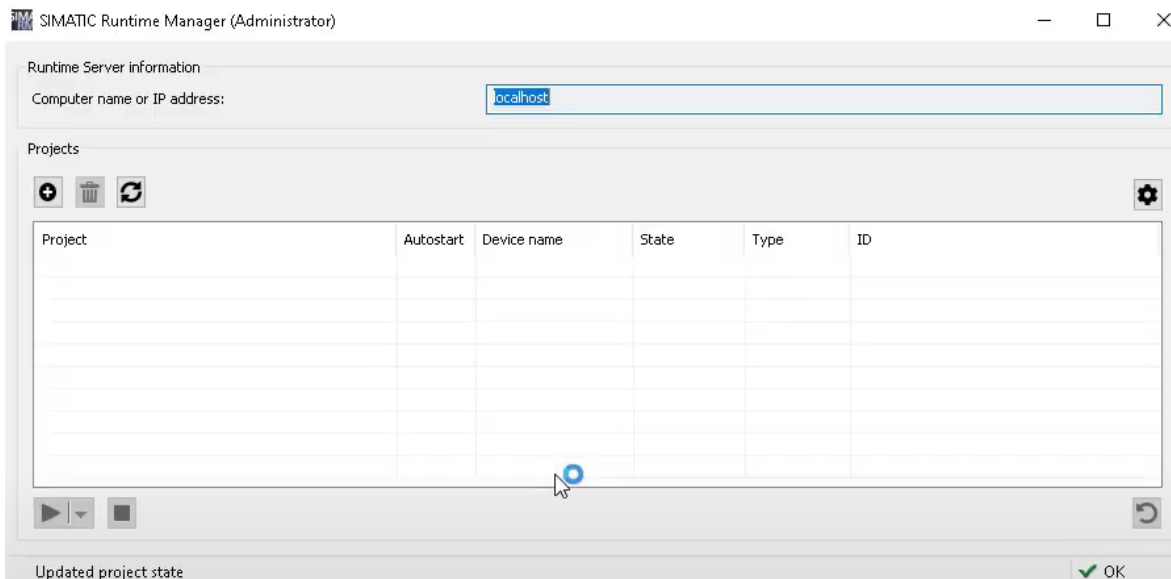 SIMATIC Runtime Manager (Administrator)
Runtime Server information
Computer name or IP address: localhost
Projects
Project Autostart Device name State Type ID
Updated project state OK